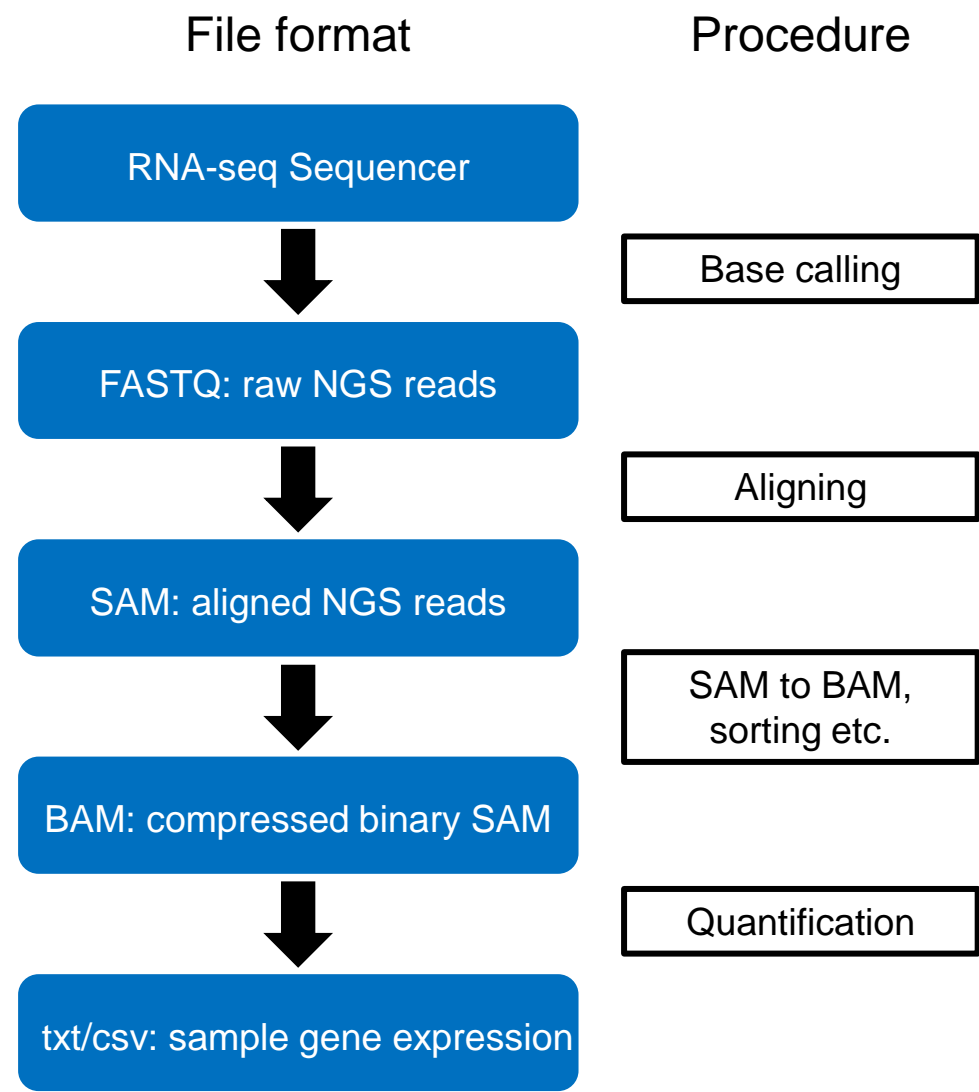 File format
Procedure
RNA-seq Sequencer
Base calling
FASTQ: raw NGS reads
Aligning
SAM: aligned NGS reads
SAM to BAM,
sorting etc.
BAM: compressed binary SAM
Quantification
txt/csv: sample gene expression